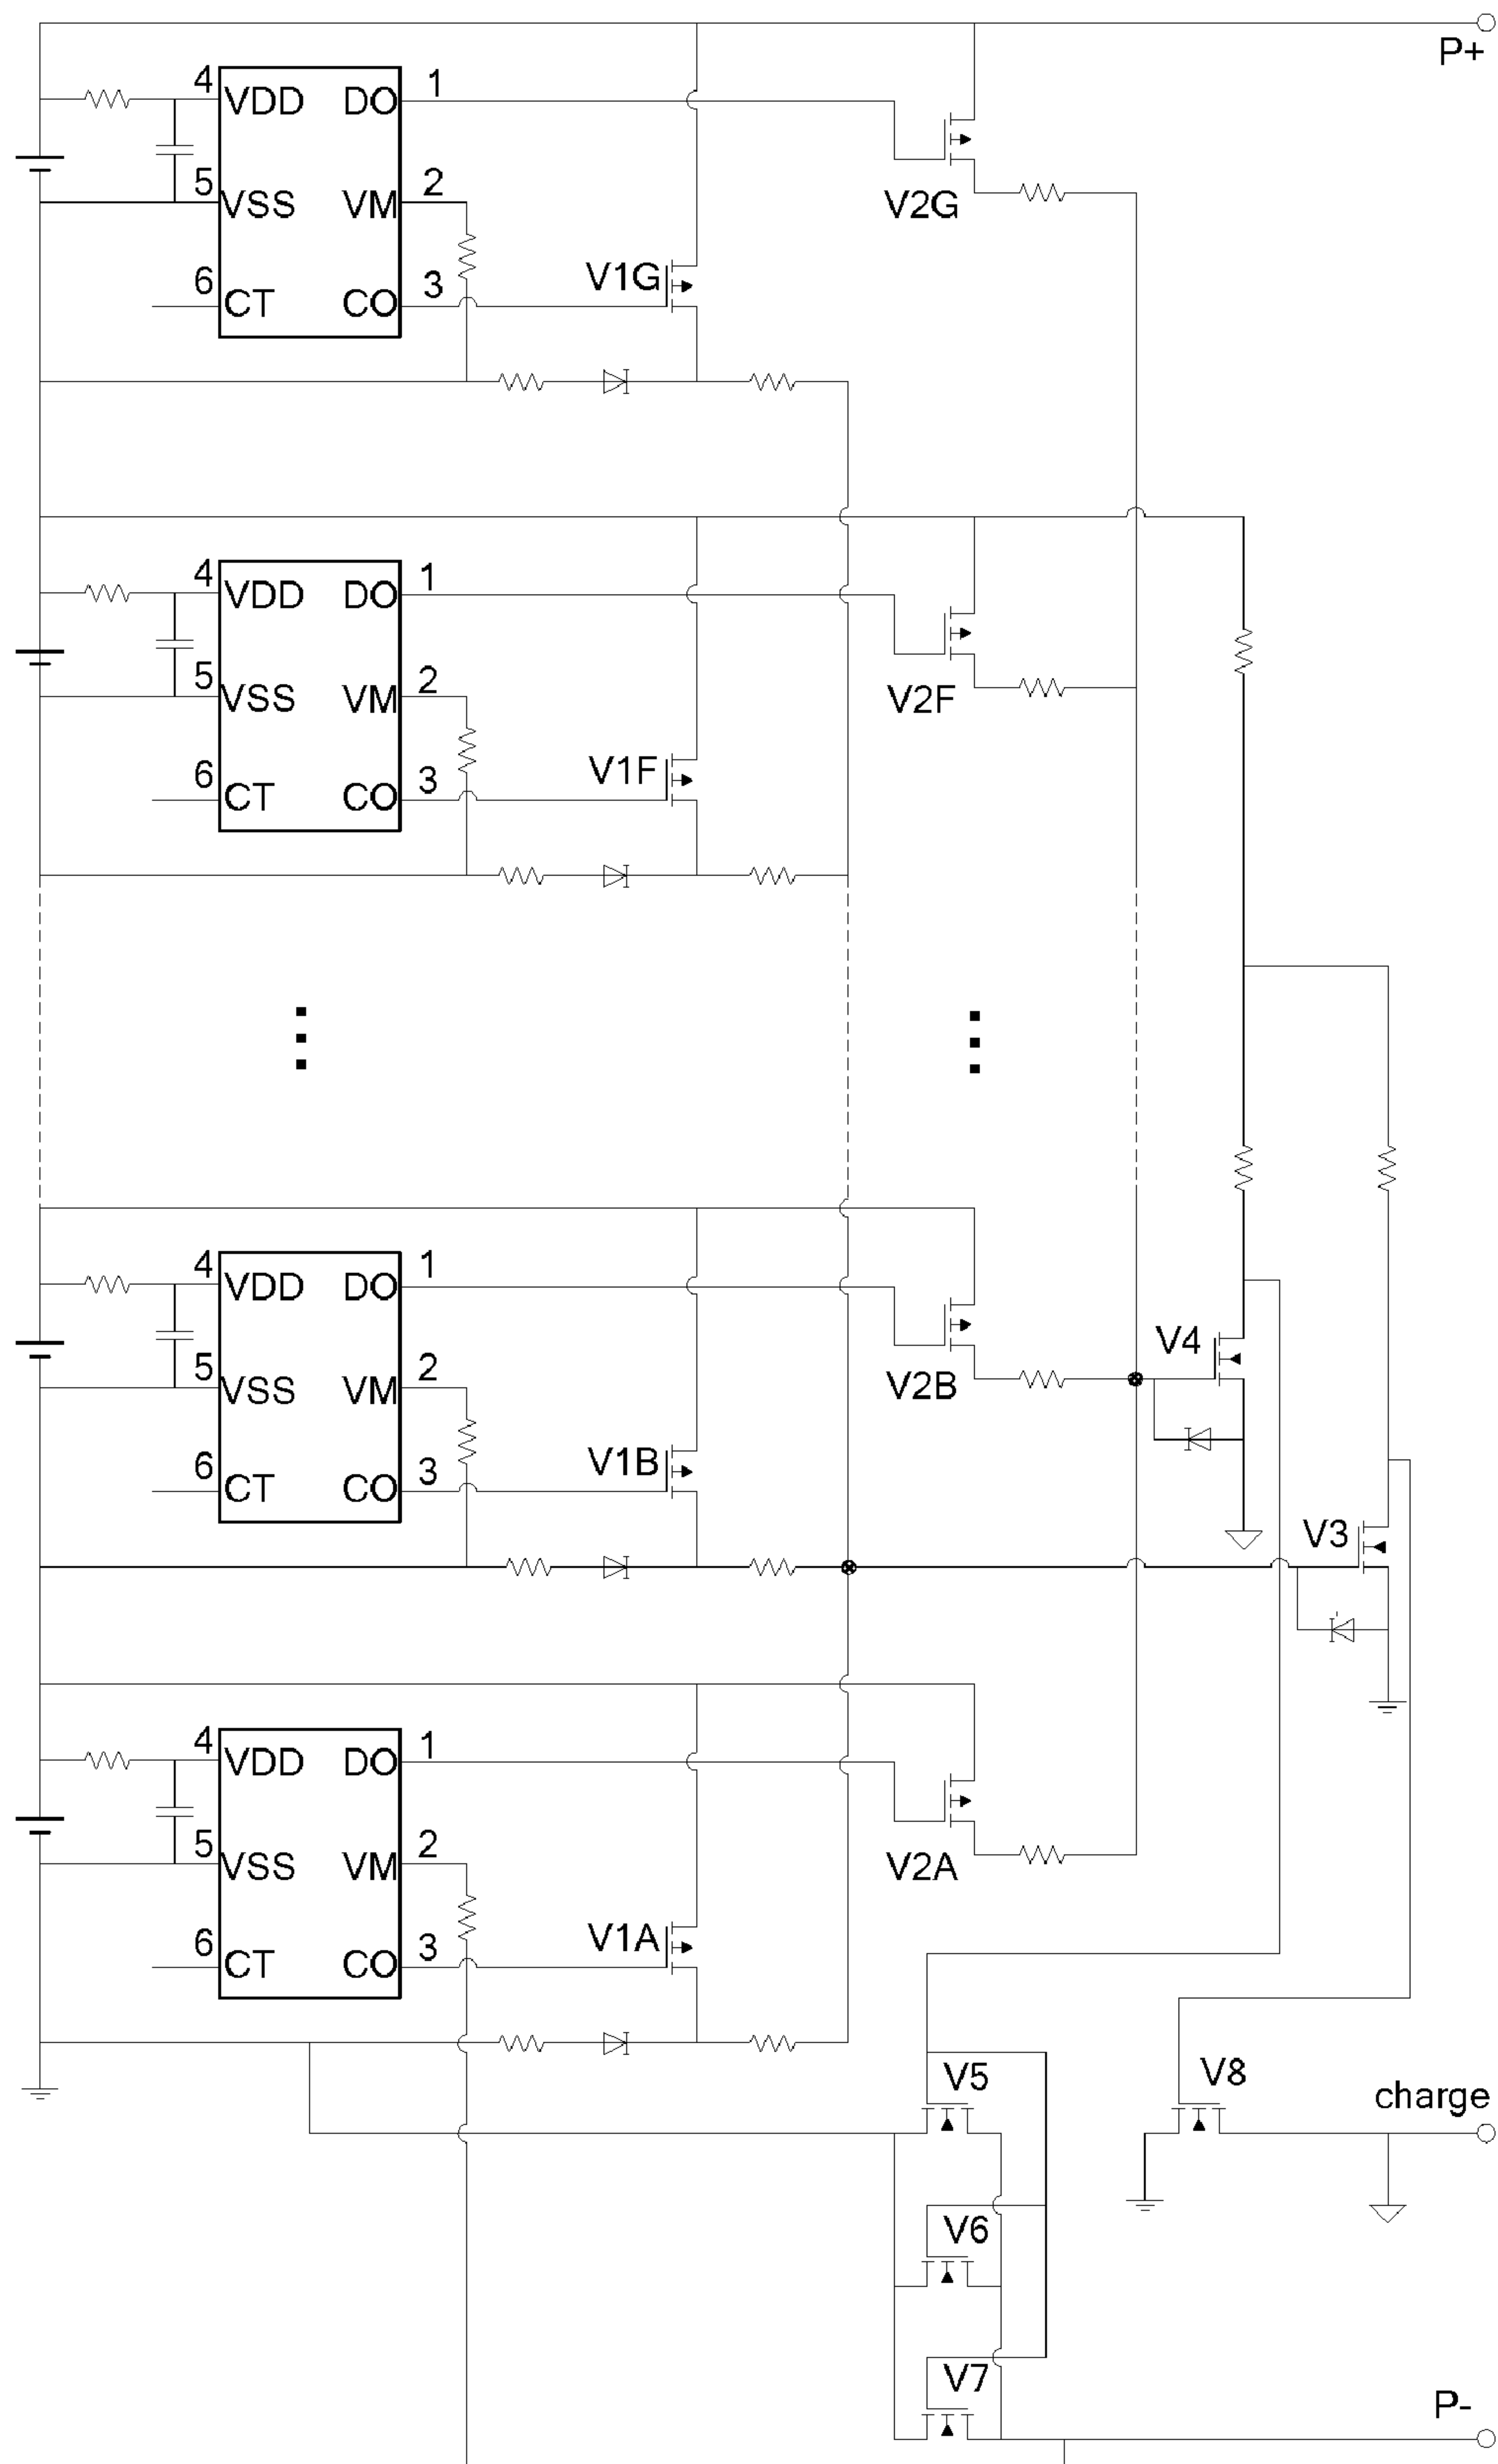 P+
4 VDD DO 1
5 VSS VM 2
V2G
6 CT CO 3
V1G
4 VDD DO 1
5 VSS VM 2
V2F
6 CT CO 3
V1F
4 VDD DO 1
V4
5 VSS VM 2
V2B
6 CT CO 3
V1B
V3
4 VDD DO 1
5 VSS VM 2
V2A
6 CT CO 3
V1A
V5
V8
charge
V6
V7
P-